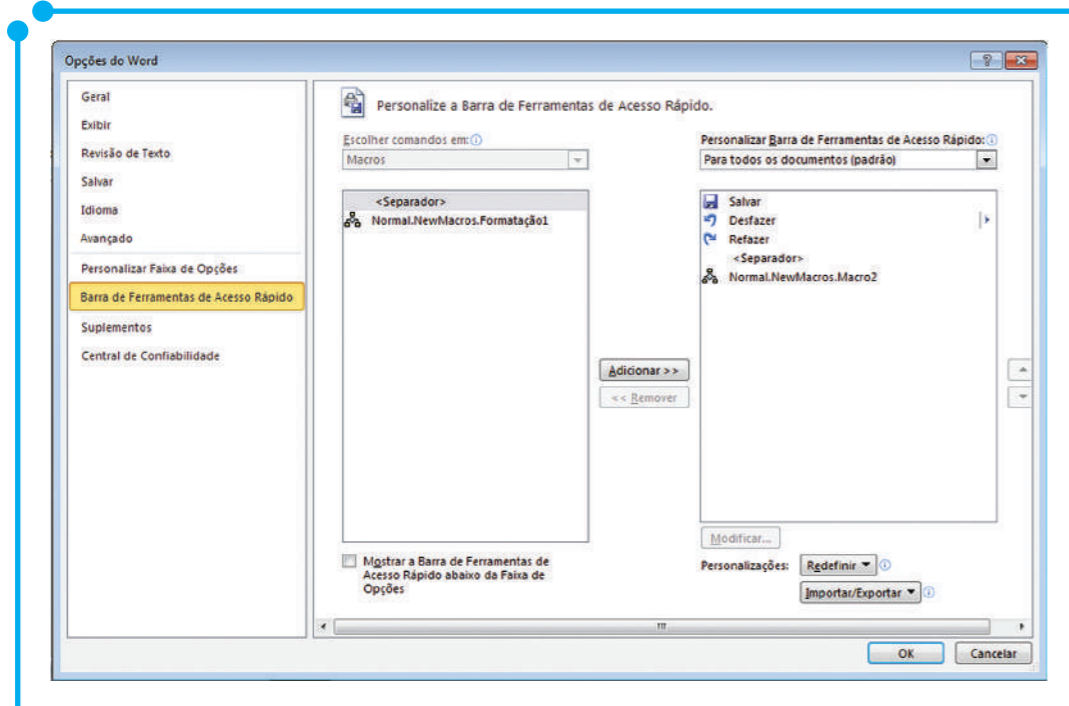 Opções do Word
Geral
Exibir
Revisão de Texto
Salvar
Idioma
Avançado
Personalizar Faixa de Opções
Barra de Ferramentas de Acesso Rápido
Suplementos
Central de Confiabilidade
Personalize a Barra de Ferramentas de Acesso Rápido.
Escolher comandos em:
Macros
<Separador>
Normal.NewMacros.Formatação1
Mostrar a Barra de Ferramentas de
Acesso Rápido abaixo da Faixa de
Opções
Adicionar >>
<< Remover
Personalizar Barra de Ferramentas de Acesso Rápido:
Para todos os documentos (padrão)
Salvar
Desfazer
Refazer
<Separador>
Normal.NewMacros.Macro2
Modificar...
Personalizações:
Redefinir
Importar/Exportar
OK
Cancelar